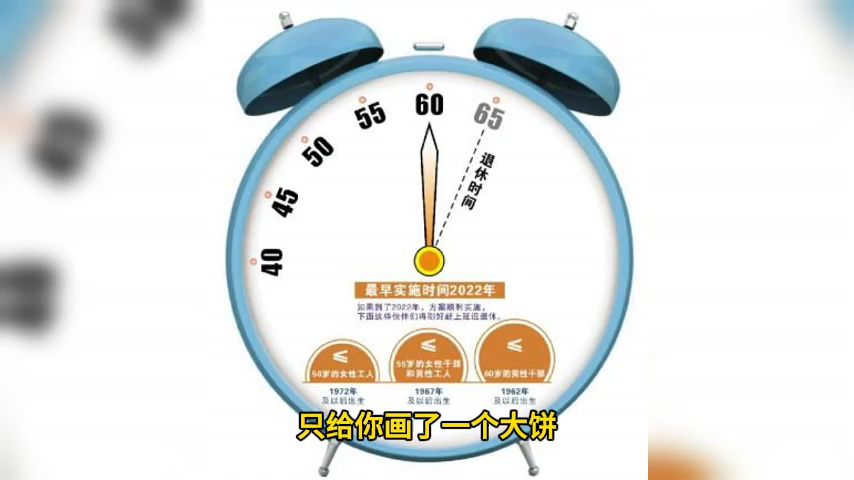 60
55
65
50
45
40
退休时间
最早实施时间2022年
如果到了2022年,方案顺利实施,
下面这些伙伴们将刚好赶上延迟退休。
≤
50岁的女性工人
1972年
及以后出生
≤
55岁的女性干部
和男性工人
1967年
及以后出生
≤
60岁的男性干部
1962年
及以后出生
只给你画了一个大饼